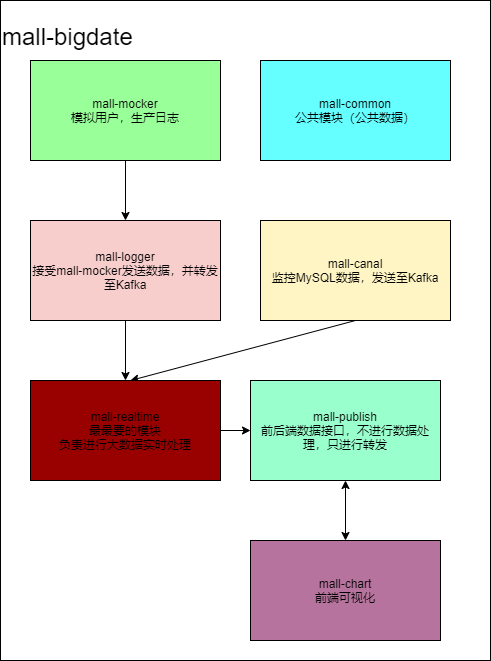 mall-bigdate
mall-mocker
模拟用户，生产日志
mall-common
公共模块（公共数据）
mall-logger
接受mall-mocker发送数据，并转发
至Kafka
mall-canal
监控MySQL数据，发送至Kafka
mall-realtime
最最要的模块
负责进行大数据实时处理
mall-publish
前后端数据接口，不进行数据处
理，只进行转发
mall-chart
前端可视化